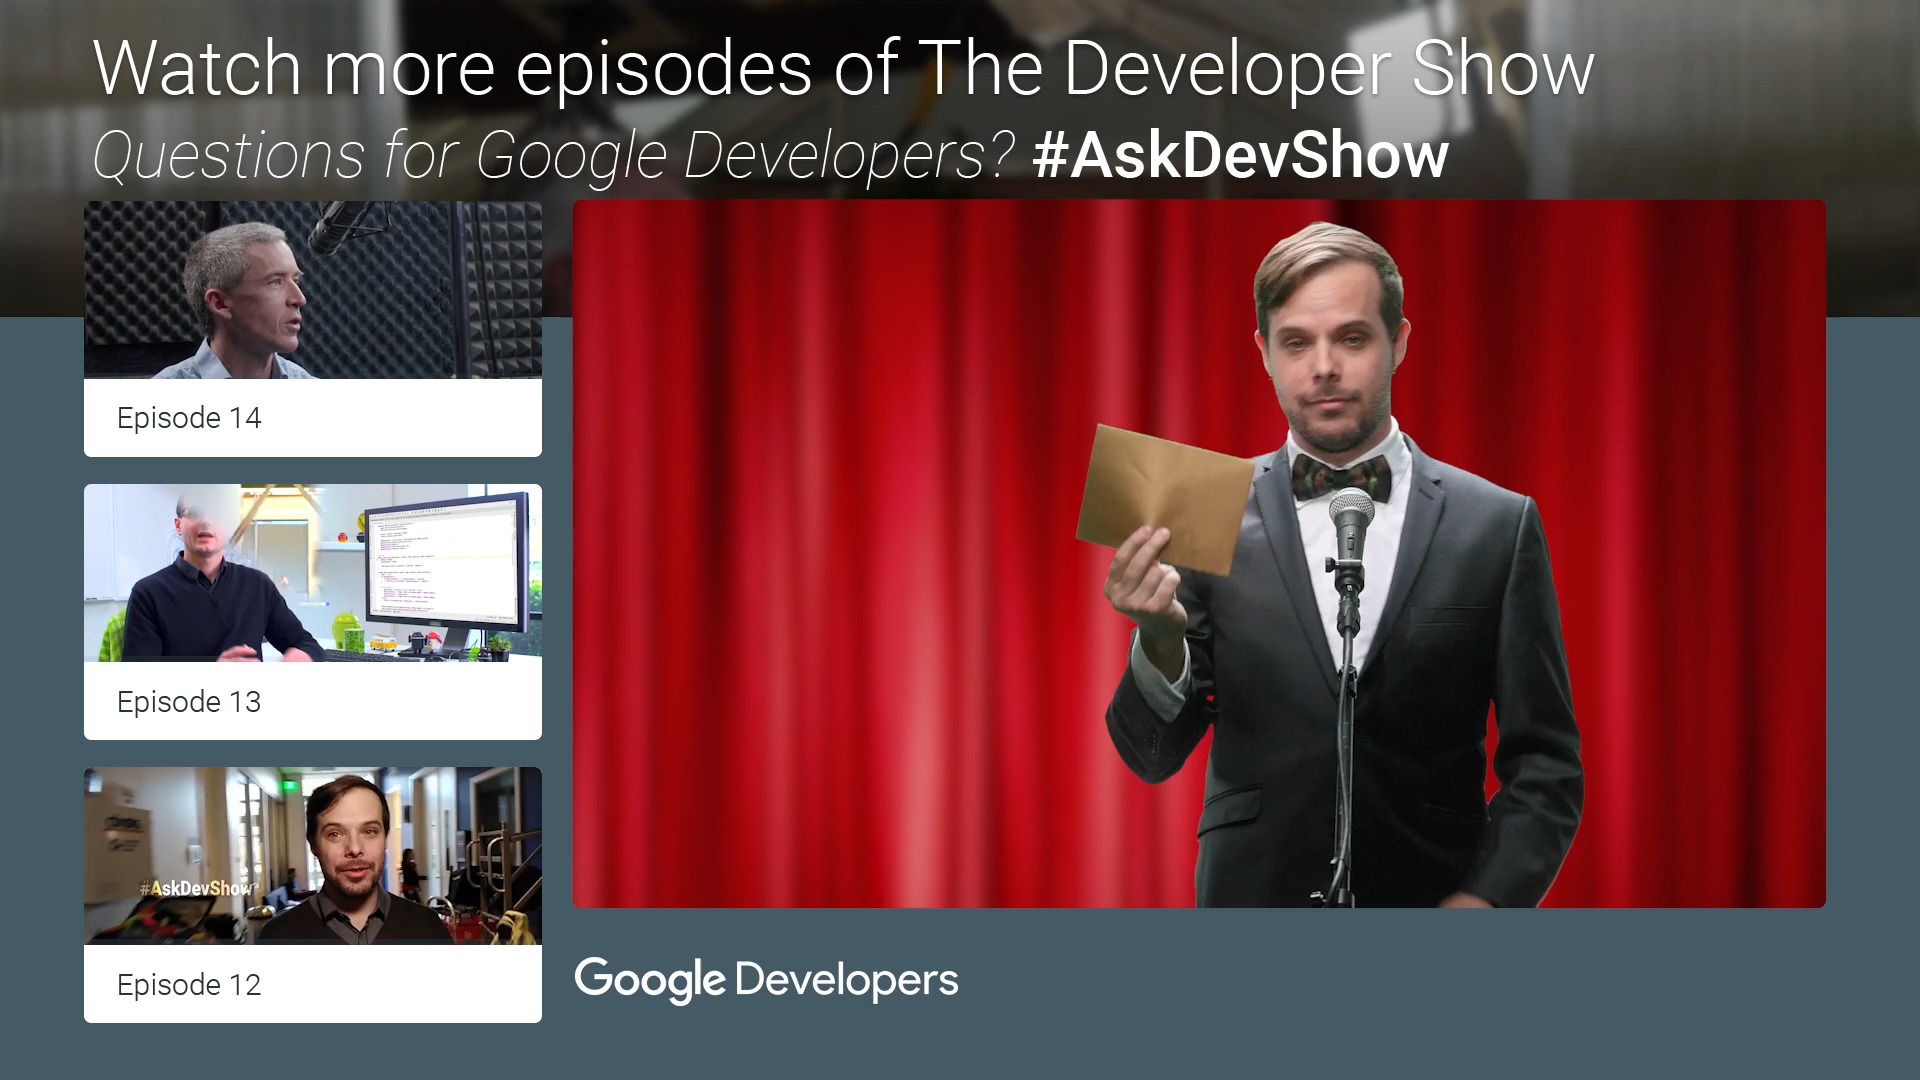 Watch more episodes of The Developer Show
Questions for Google Developers? #AskDevShow
Episode 14
Episode 13
#AskDevShow
Episode 12
Google Developers